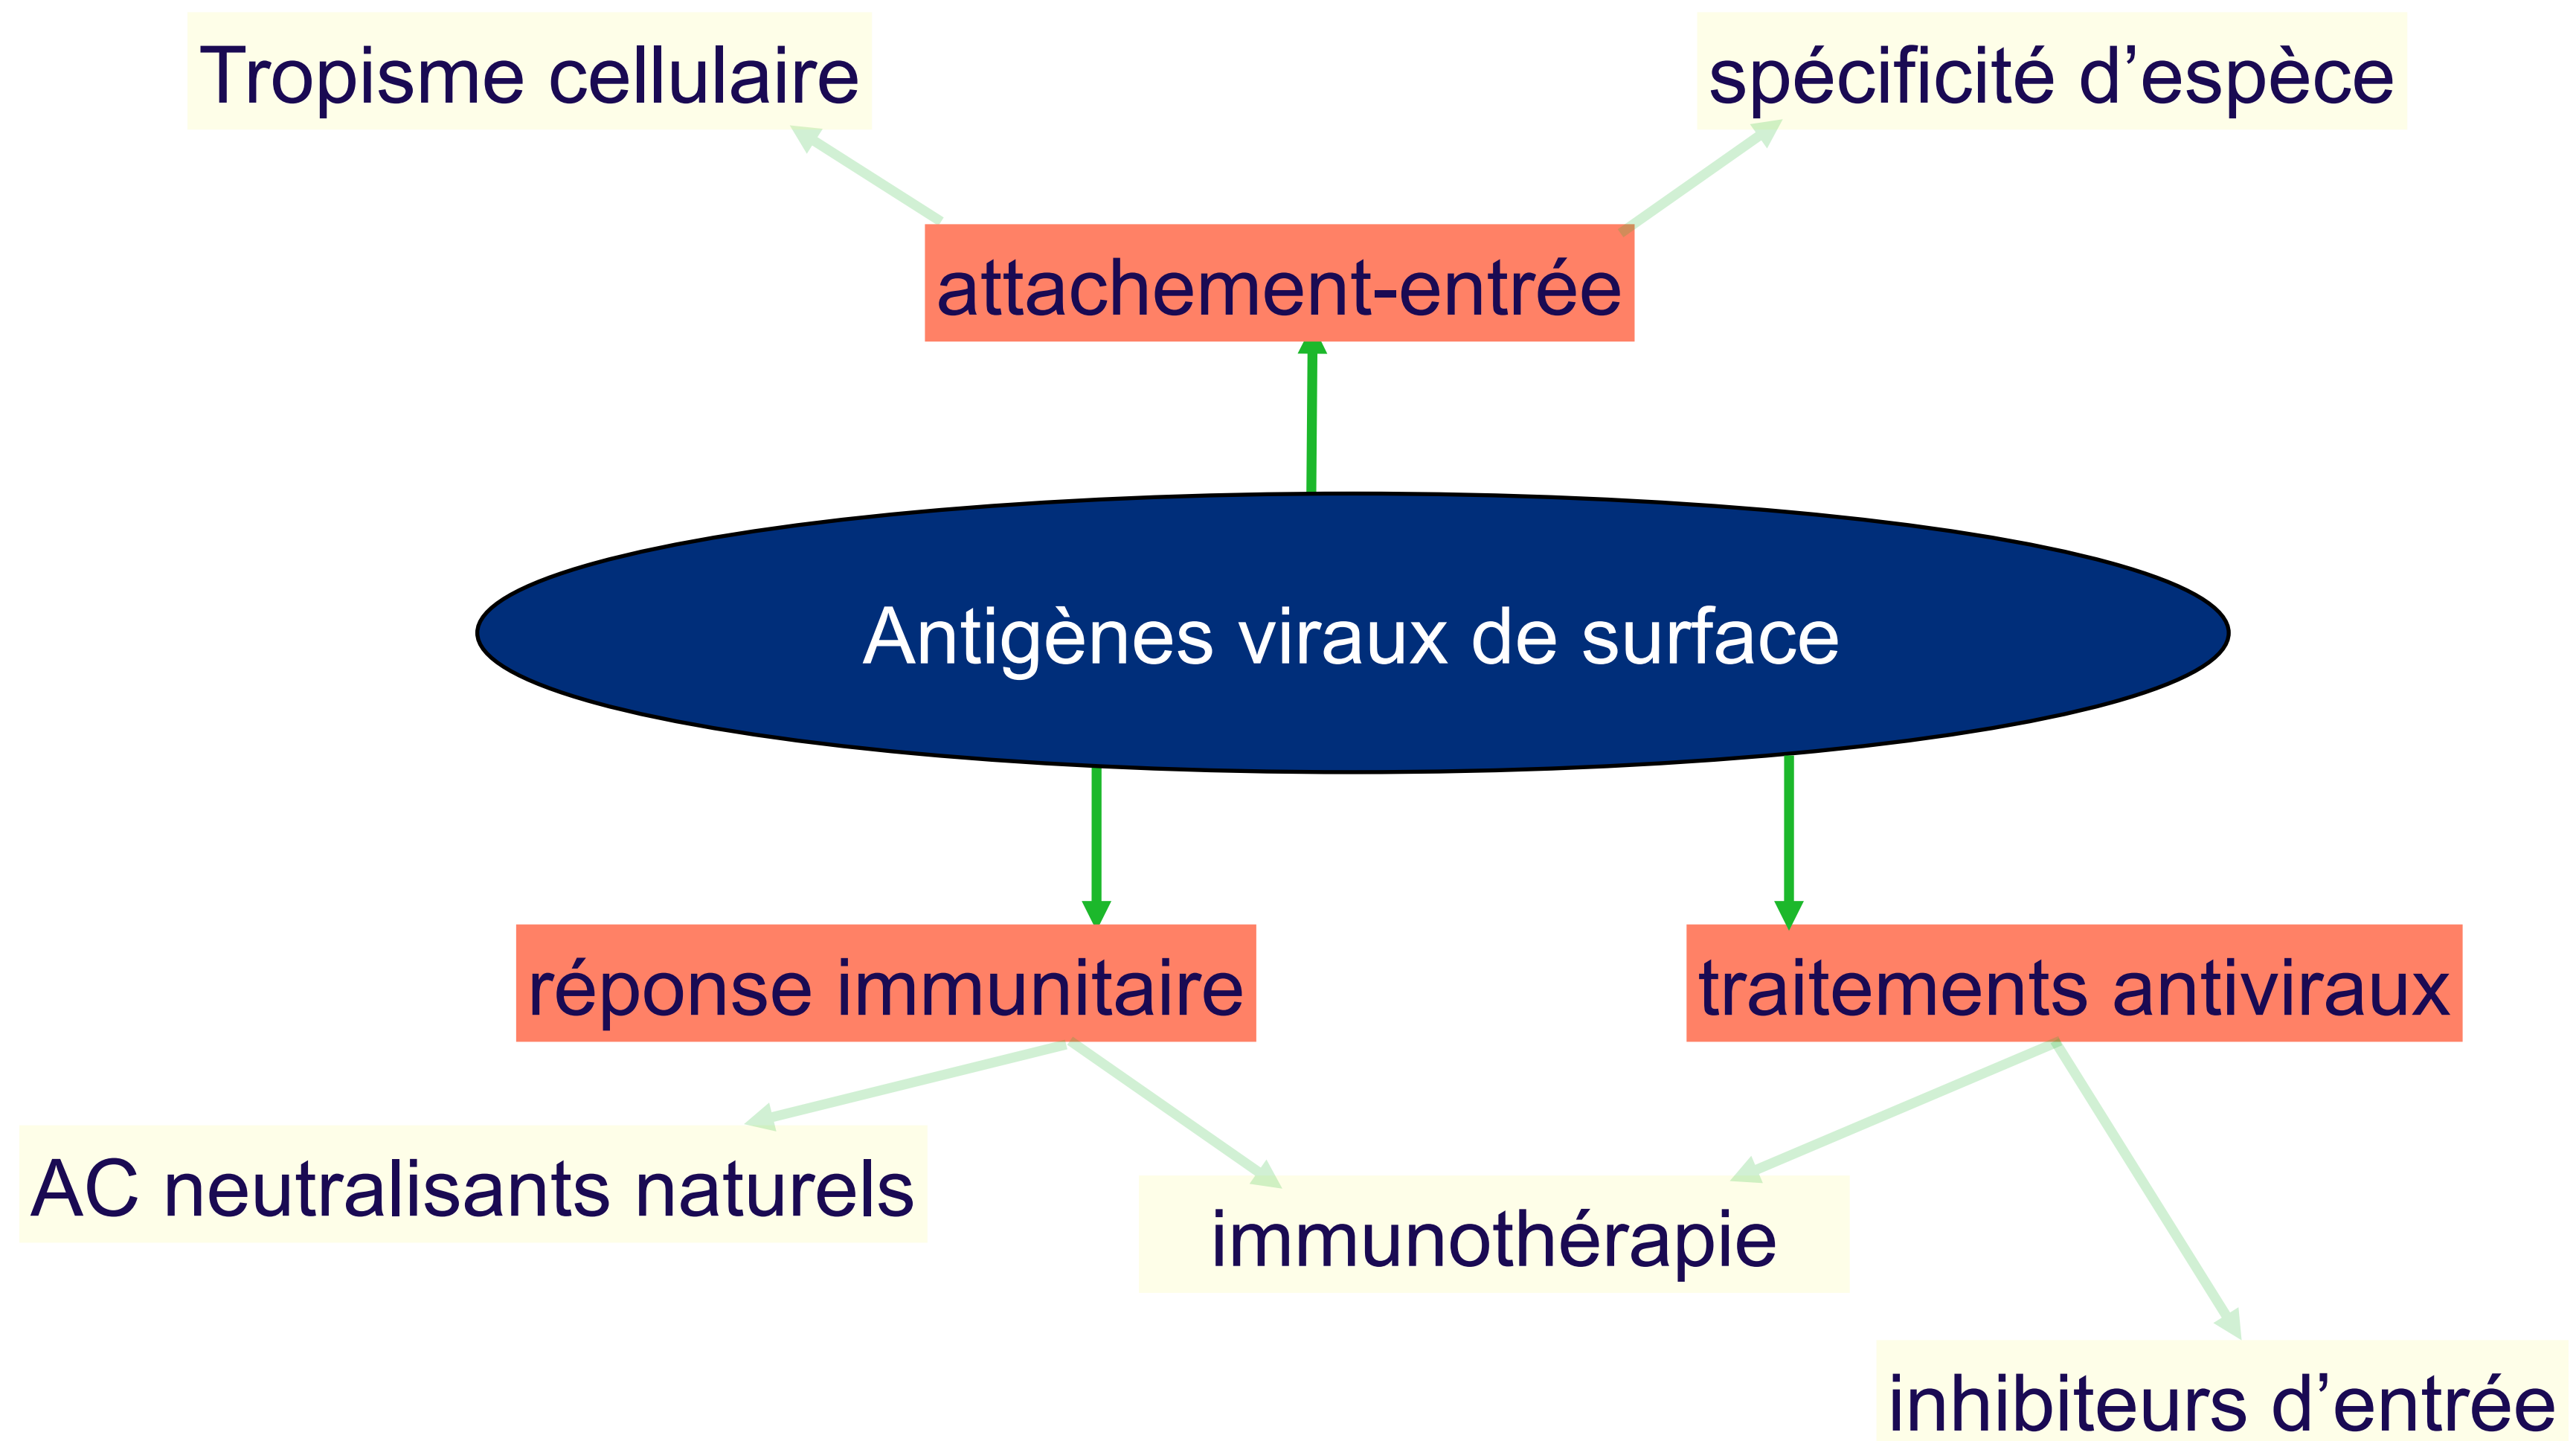 Tropisme cellulaire
spécificité d’espèce
attachement-entrée
Antigènes viraux de surface
réponse immunitaire
traitements antiviraux
AC neutralisants naturels
immunothérapie
inhibiteurs d’entrée